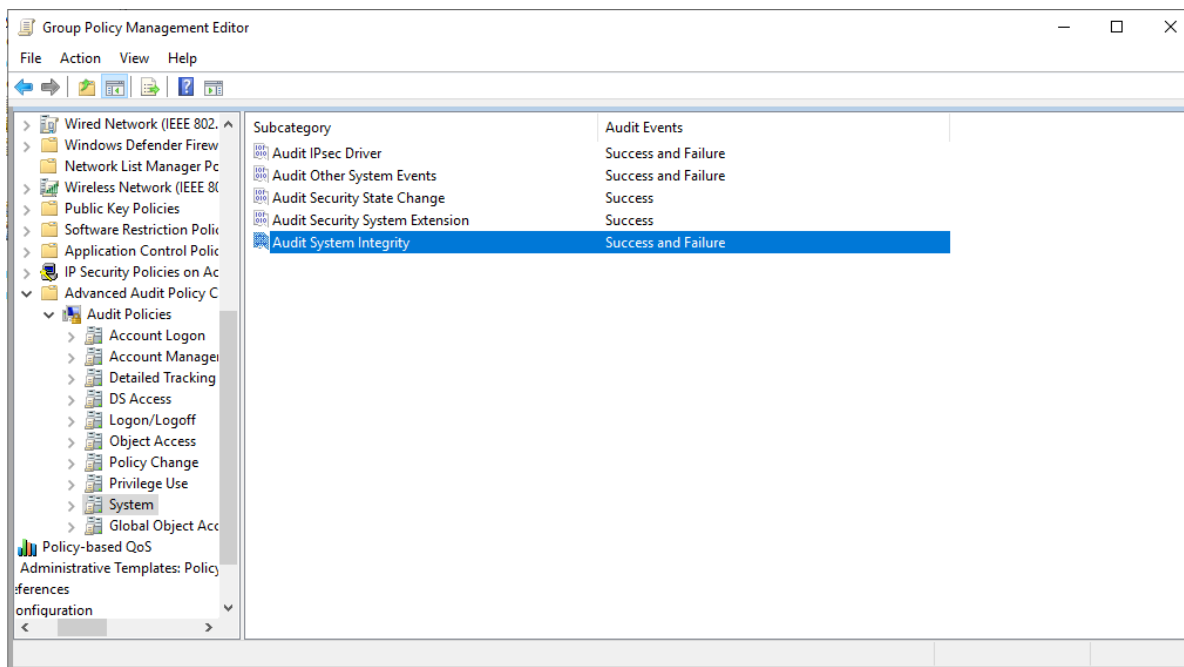 Group Policy Management Editor
File Action View Help
Wired Network (IEEE 802.
Windows Defender Firew
Network List Manager Pc
Wireless Network (IEEE 80
Public Key Policies
Software Restriction Polic
Application Control Polic
IP Security Policies on Ac
Advanced Audit Policy C
Audit Policies
Account Logon
Account Manager
Detailed Tracking
DS Access
Logon/Logoff
Object Access
Policy Change
Privilege Use
System
Global Object Acc
Policy-based QoS
Administrative Templates: Policy
eferences
onfiguration
Subcategory Audit Events
Audit IPsec Driver Success and Failure
Audit Other System Events Success and Failure
Audit Security State Change Success
Audit Security System Extension Success
Audit System Integrity Success and Failure